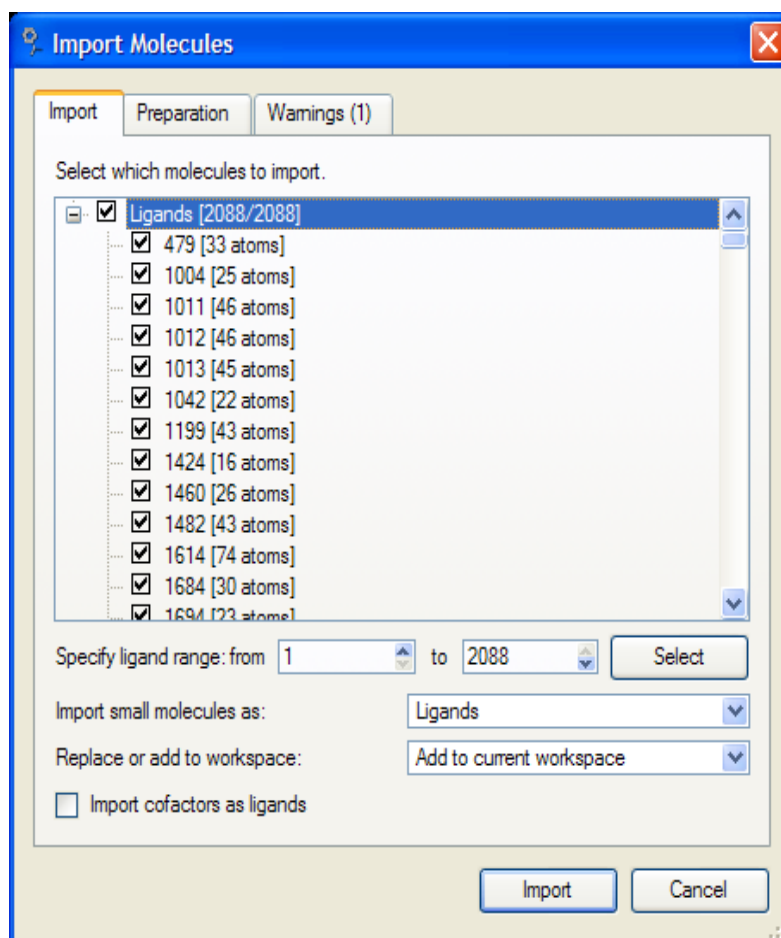 Import Molecules
Import Preparation Warnings (1)
Select which molecules to import.
Ligands [2088/2088]
479 [33 atoms]
1004 [25 atoms]
1011 [46 atoms]
1012 [46 atoms]
1013 [45 atoms]
1042 [22 atoms]
1199 [43 atoms]
1424 [16 atoms]
1460 [26 atoms]
1482 [43 atoms]
1614 [74 atoms]
1684 [30 atoms]
1694 [23 atoms]
Specify ligand range: from 1 to 2088 Select
Import small molecules as: Ligands
Replace or add to workspace: Add to current workspace
Import cofactors as ligands
Import Cancel